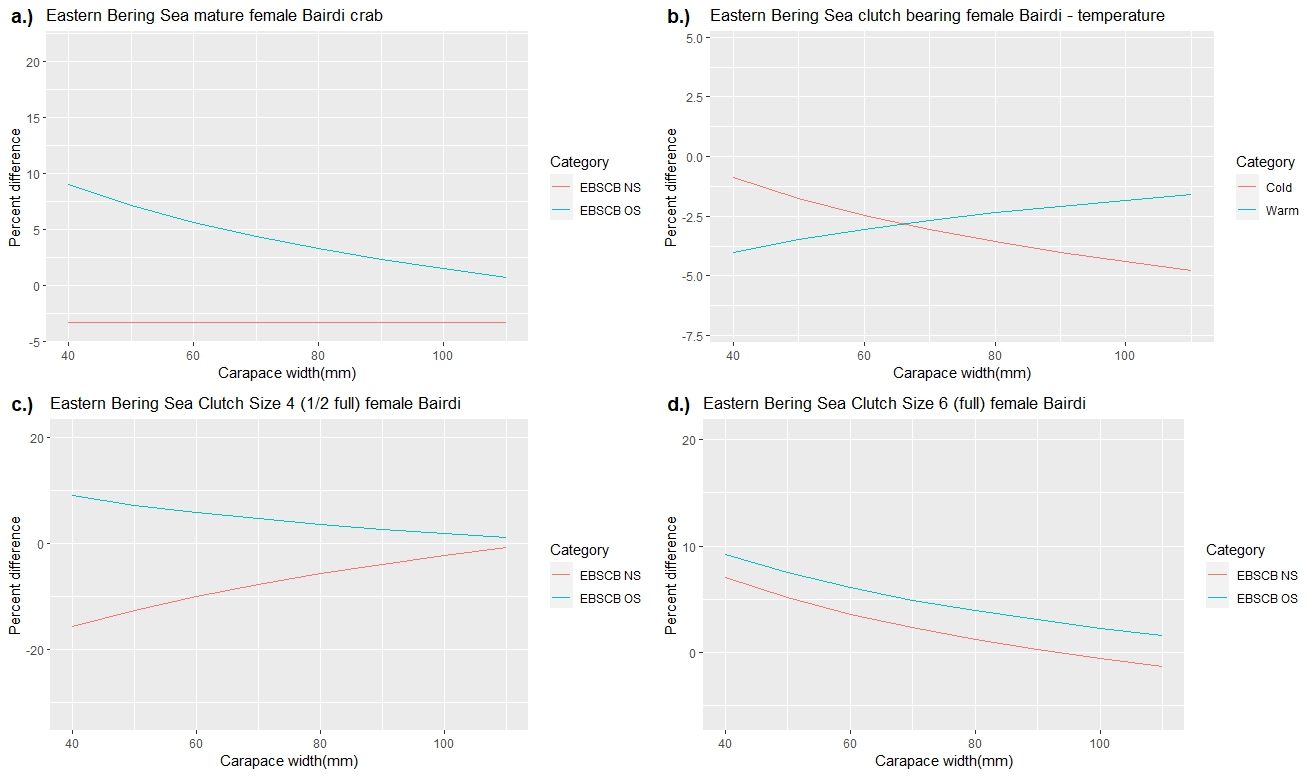 a.) Eastern Bering Sea mature female Bairdi crab
Percent difference
20
15
10
5
0
-5
40 60 80 100
Carapace width(mm)
Category
EBSCB NS
EBSCB OS
b.) Eastern Bering Sea clutch bearing female Bairdi - temperature
Percent difference
5.0
2.5
0.0
-2.5
-5.0
-7.5
40 60 80 100
Carapace width(mm)
Category
Cold
Warm
c.) Eastern Bering Sea Clutch Size 4 (1/2 full) female Bairdi
Percent difference
20
0
-20
40 60 80 100
Carapace width(mm)
Category
EBSCB NS
EBSCB OS
d.) Eastern Bering Sea Clutch Size 6 (full) female Bairdi
Percent difference
20
10
0
40 60 80 100
Carapace width(mm)
Category
EBSCB NS
EBSCB OS